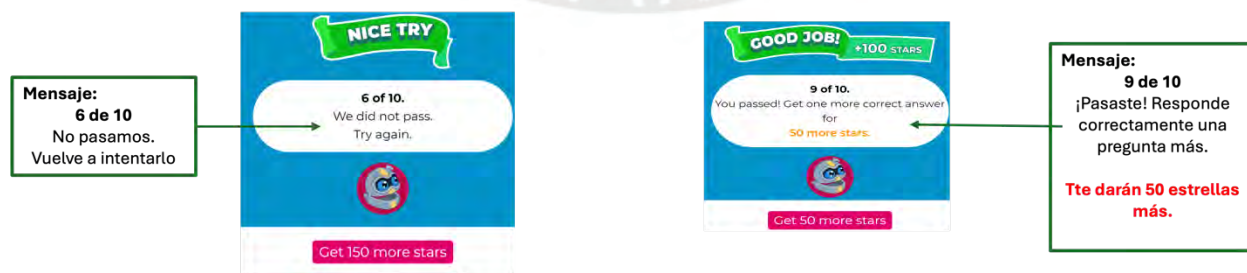 Mensaje:
6 de 10
No pasamos.
Vuelve a intentarlo
NICE TRY
6 of 10.
We did not pass.
Try again.
Get 150 more stars
GOOD JOB!
+100 STARS
9 of 10.
You passed! Get one more correct answer
for
50 more stars.
Get 50 more stars
Mensaje:
9 de 10
¡Pasaste! Responde
correctamente una
pregunta más.
Tte darán 50 estrellas
más.